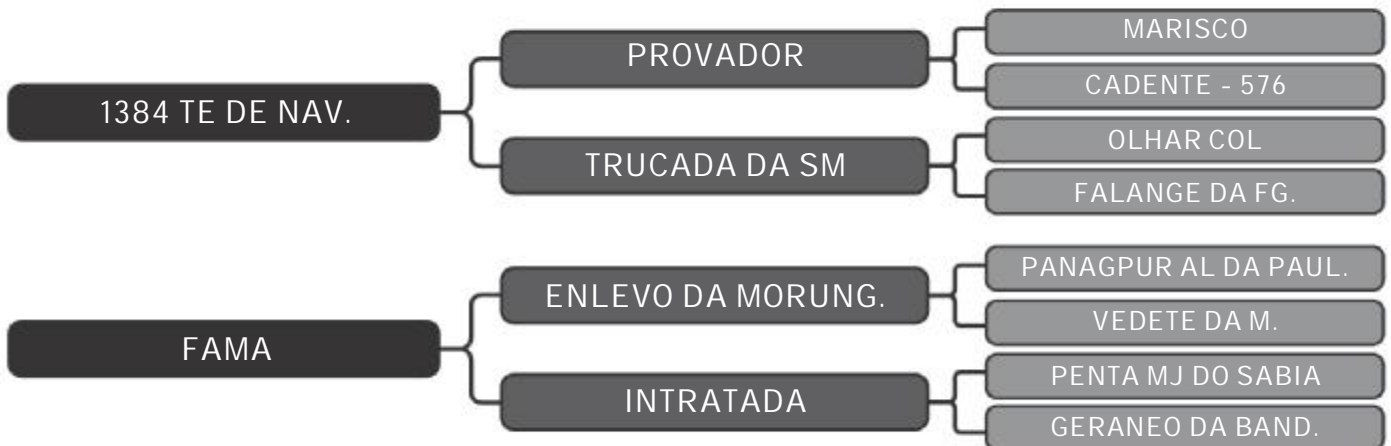 1384 TE DE NAV.
PROVADOR
MARISCO
CADENTE - 576
TRUCADA DA SM
OLHAR COL
FALANGE DA FG.
FAMA
ENLEVO DA MORUNG.
PANAGPUR AL DA PAUL.
VEDETE DA M.
INTRATADA
PENTA MJ DO SABIA
GERANEO DA BAND.